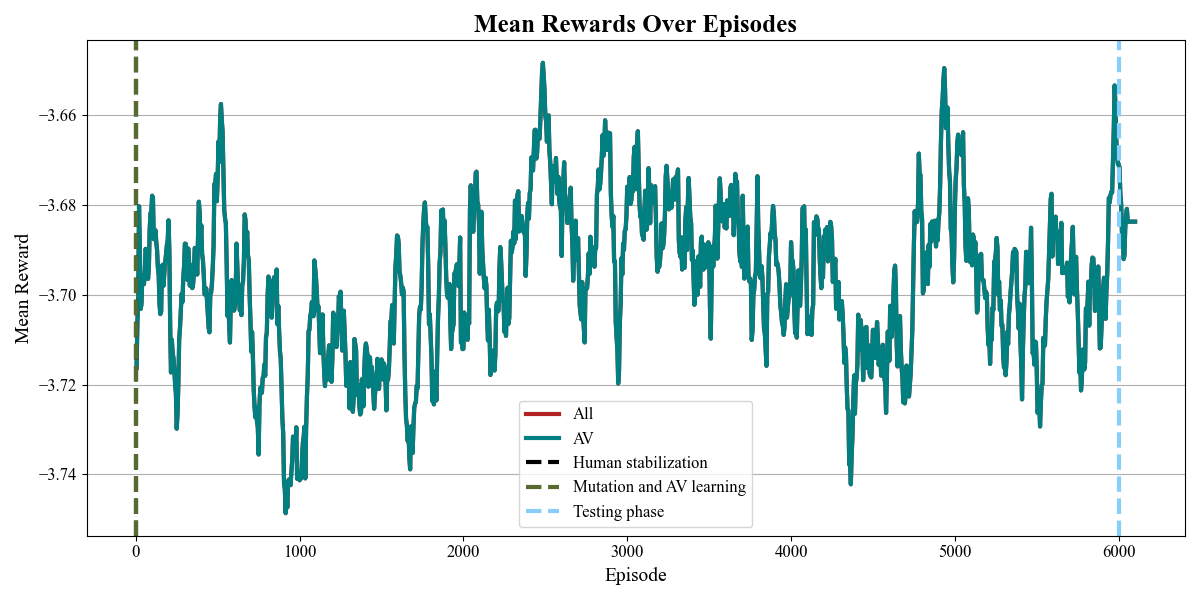 Mean Rewards Over Episodes
Mean Reward
−3.66
−3.68
−3.70
−3.72
−3.74
All
AV
Human stabilization
Mutation and AV learning
Testing phase
0
1000
2000
3000
4000
5000
6000
Episode